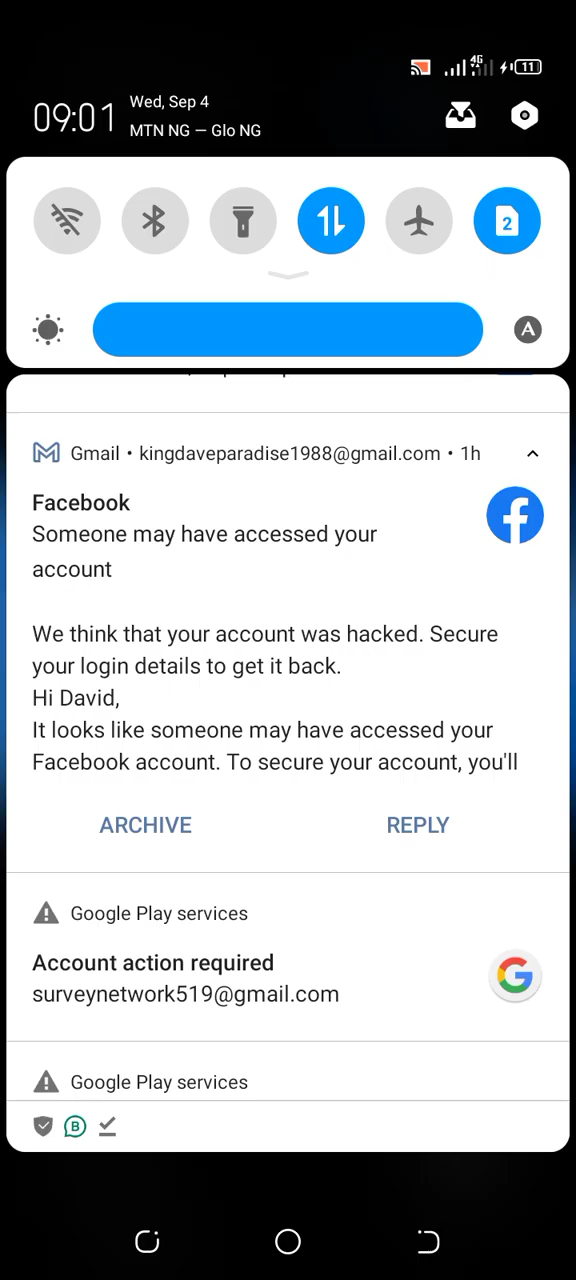 4G
11
09:01
Wed, Sep 4
MTN NG — Glo NG
2
A
Gmail • kingdaveparadise1988@gmail.com • 1h
Facebook
Someone may have accessed your
account
We think that your account was hacked. Secure
your login details to get it back.
Hi David,
It looks like someone may have accessed your
Facebook account. To secure your account, you'll
ARCHIVE
REPLY
Google Play services
Account action required
surveynetwork519@gmail.com
Google Play services
B